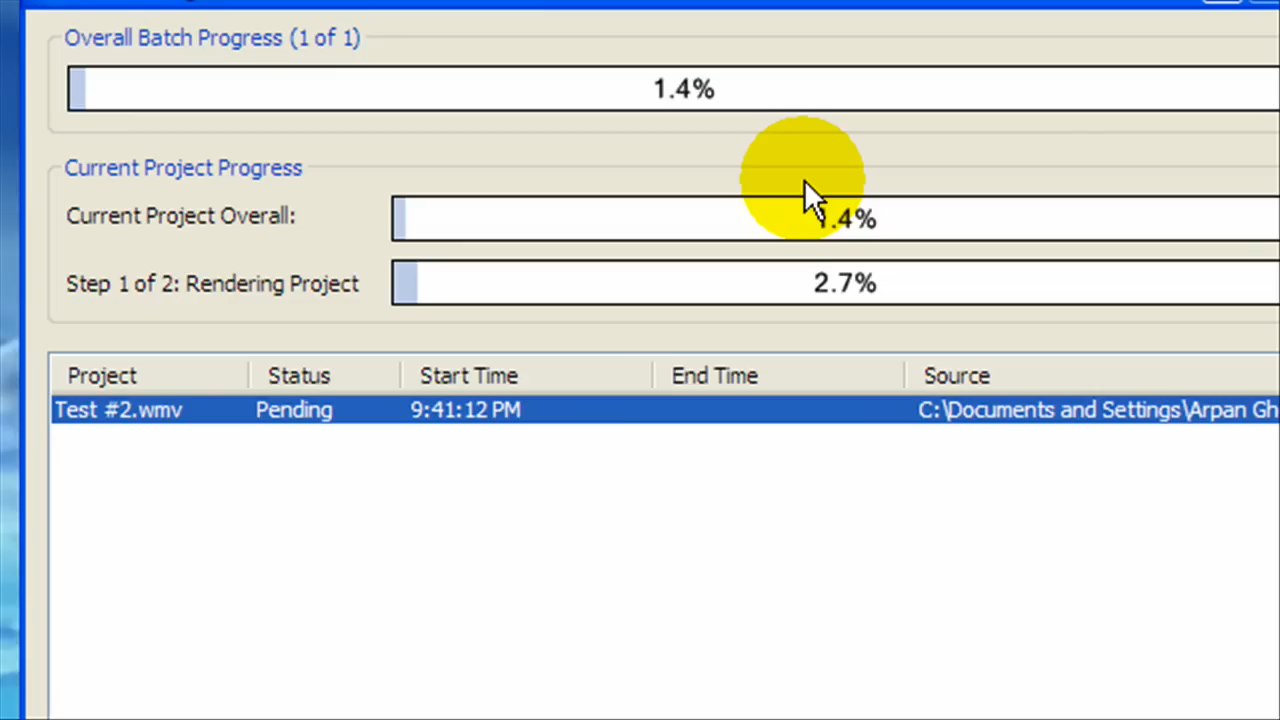 Overall Batch Progress (1 of 1)
1.4%
Current Project Progress
Current Project Overall: 1.4%
Step 1 of 2: Rendering Project 2.7%
Project Status Start Time End Time Source
Test #2.wmv Pending 9:41:12 PM C:\Documents and Settings\Arpan Gh